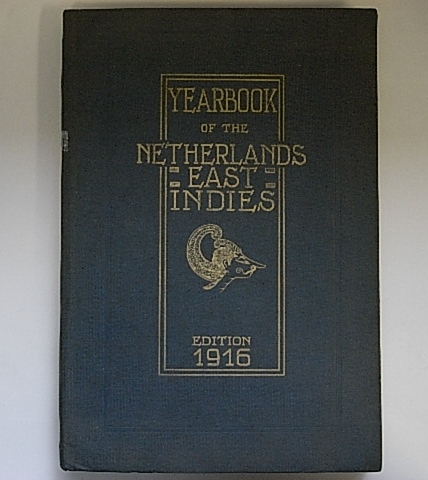 YEARBOOK
OF THE
NETHERLANDS
EAST
INDIES
EDITION
1916